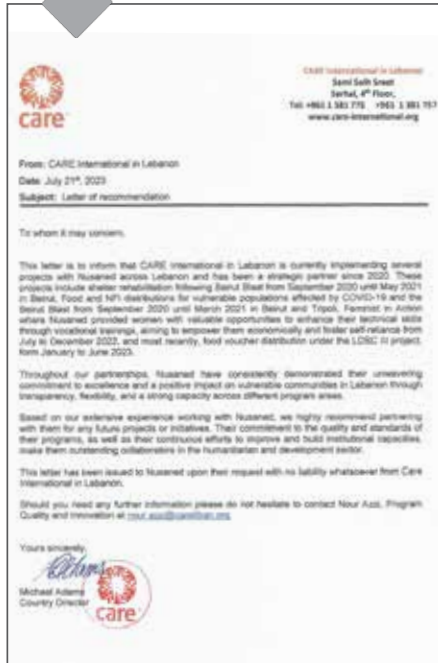 care
CARE International in Lebanon
Sami Solh Sreet
Serhal, 4th Floor,
Tel: +961 1 381 775 +961 1 381 757
www.care-international.org
From: CARE International in Lebanon
Date: July 21st, 2023
Subject: Letter of recommendation
To whom it may concern,
This letter is to inform that CARE International in Lebanon is currently implementing several
projects with Nusaned across Lebanon and has been a strategic partner since 2020. These
projects include shelter rehabilitation following Beirut Blast from September 2020 until May 2021
in Beirut, Food and NFI distributions for vulnerable populations affected by COVID-19 and the
Beirut Blast from September 2020 until March 2021 in Beirut and Tripoli, Feminist in Action
where Nusaned provided women with valuable opportunities to enhance their technical skills
through vocational trainings, aiming to empower them economically and foster self-reliance from
July to December 2022, and most recently, food voucher distribution under the III project,
from January to June 2023.
Throughout our partnerships, Nusaned have consistently demonstrated their unwavering
commitment to excellence and a positive impact on vulnerable communities in Lebanon through
transparency, flexibility, and a strong capacity across different program areas.
Based on our extensive experience working with Nusaned, we highly recommend partnering
with them for any future projects or initiatives. Their commitment to the quality and standards of
their programs, as well as their continuous efforts to improve and build institutional capacities,
make them outstanding collaborators in the humanitarian and development sector.
This letter has been issued to Nusaned upon their request with no liability whatsoever from Care
International in Lebanon.
Should you need any further information please do not hesitate to contact Nour Azzi, Program
Quality and Innovation at
Yours sincerely,
Michael Adams
Country Director
care